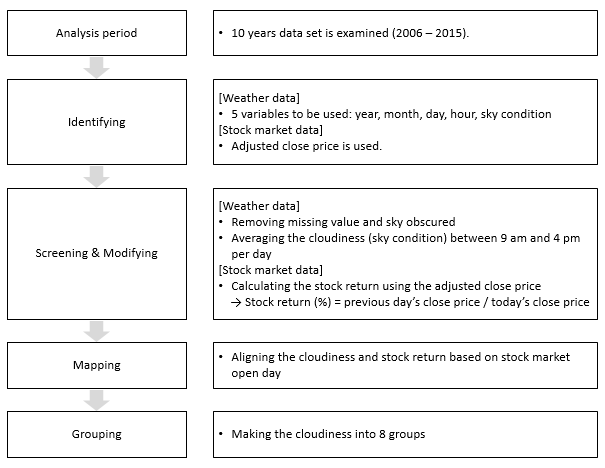 Analysis period
• 10 years data set is examined (2006 – 2015).
Identifying
[Weather data]
• 5 variables to be used: year, month, day, hour, sky condition
[Stock market data]
• Adjusted close price is used.
Screening & Modifying
[Weather data]
• Removing missing value and sky obscured
• Averaging the cloudiness (sky condition) between 9 am and 4 pm
per day
[Stock market data]
• Calculating the stock return using the adjusted close price
→ Stock return (%) = previous day’s close price / today’s close price
Mapping
• Aligning the cloudiness and stock return based on stock market
open day
Grouping
• Making the cloudiness into 8 groups